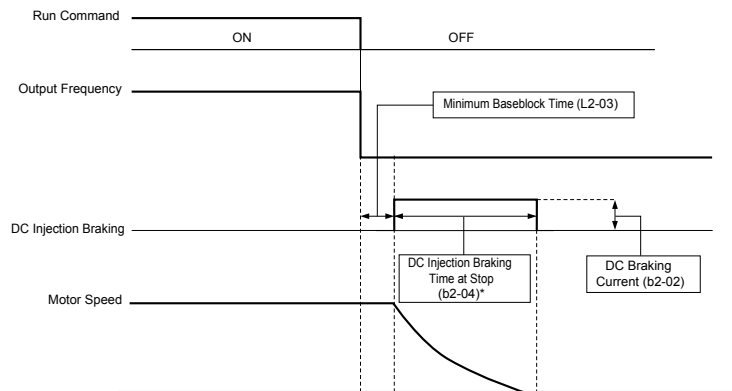 Run Command
ON
OFF
Output Frequency
Minimum Baseblock Time (L2-03)
DC Injection Braking
DC Injection Braking
Time at Stop
(b2-04)*
DC Braking
Current (b2-02)
Motor Speed